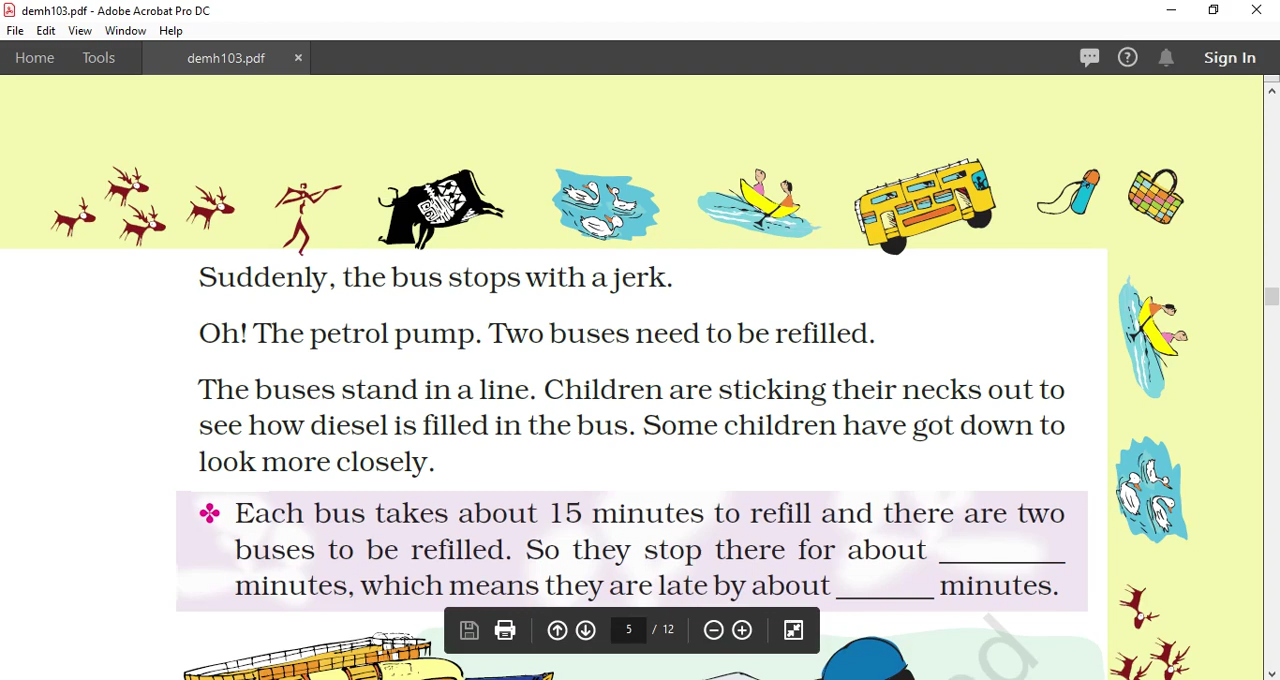 demh103.pdf - Adobe Acrobat Pro DC
File Edit View Window Help
Home Tools demh103.pdf × Sign In
Suddenly, the bus stops with a jerk.
Oh! The petrol pump. Two buses need to be refilled.
The buses stand in a line. Children are sticking their necks out to
see how diesel is filled in the bus. Some children have got down to
look more closely.
Each bus takes about 15 minutes to refill and there are two
buses to be refilled. So they stop there for about ________
minutes, which means they are late by about ______ minutes.
5 / 12